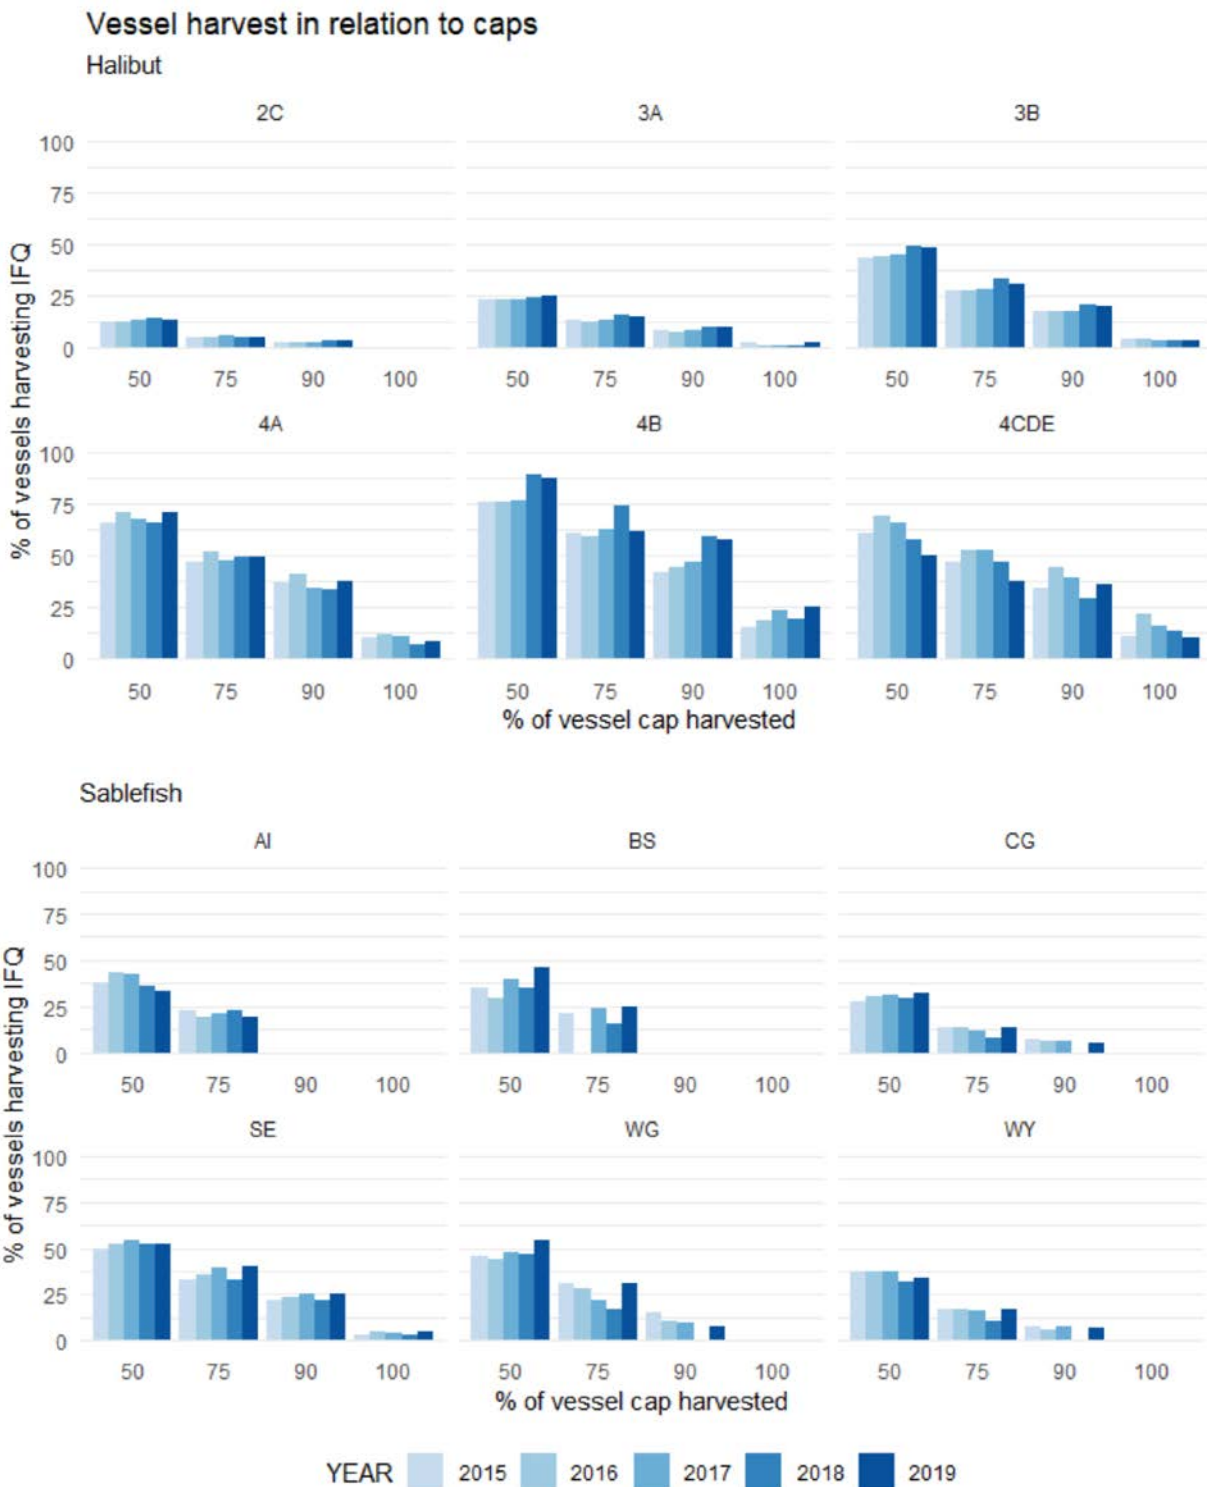 Vessel harvest in relation to caps
Halibut
2C 3A 3B
100
75
50
25
0
50 75 90 100 50 75 90 100 50 75 90 100
4A 4B 4CDE
100
75
50
25
0
50 75 90 100 50 75 90 100 50 75 90 100
% of vessels harvesting IFQ
% of vessel cap harvested
Sablefish
AI BS CG
100
75
50
25
0
50 75 90 100 50 75 90 100 50 75 90 100
SE WG WY
100
75
50
25
0
50 75 90 100 50 75 90 100 50 75 90 100
% of vessels harvesting IFQ
% of vessel cap harvested
YEAR 2015 2016 2017 2018 2019